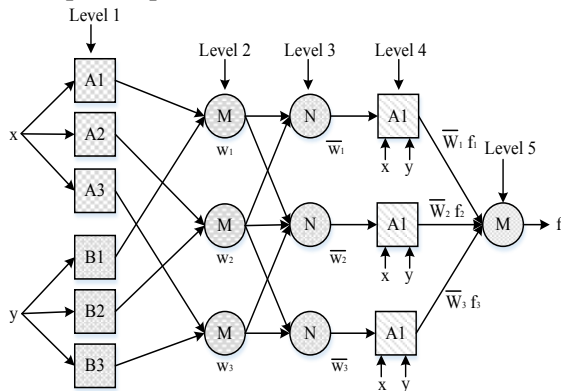 Level 1
Level 2 Level 3 Level 4
Level 5
x
A1
A2
A3
y
B1
B2
B3
M
w₁
M
w₂
M
w₃
N
w̅₁
N
w̅₂
N
w̅₃
A1
x y
A1
x y
A1
x y
W̅₁ f₁
W̅₂ f₂
W̅₃ f₃
M
f